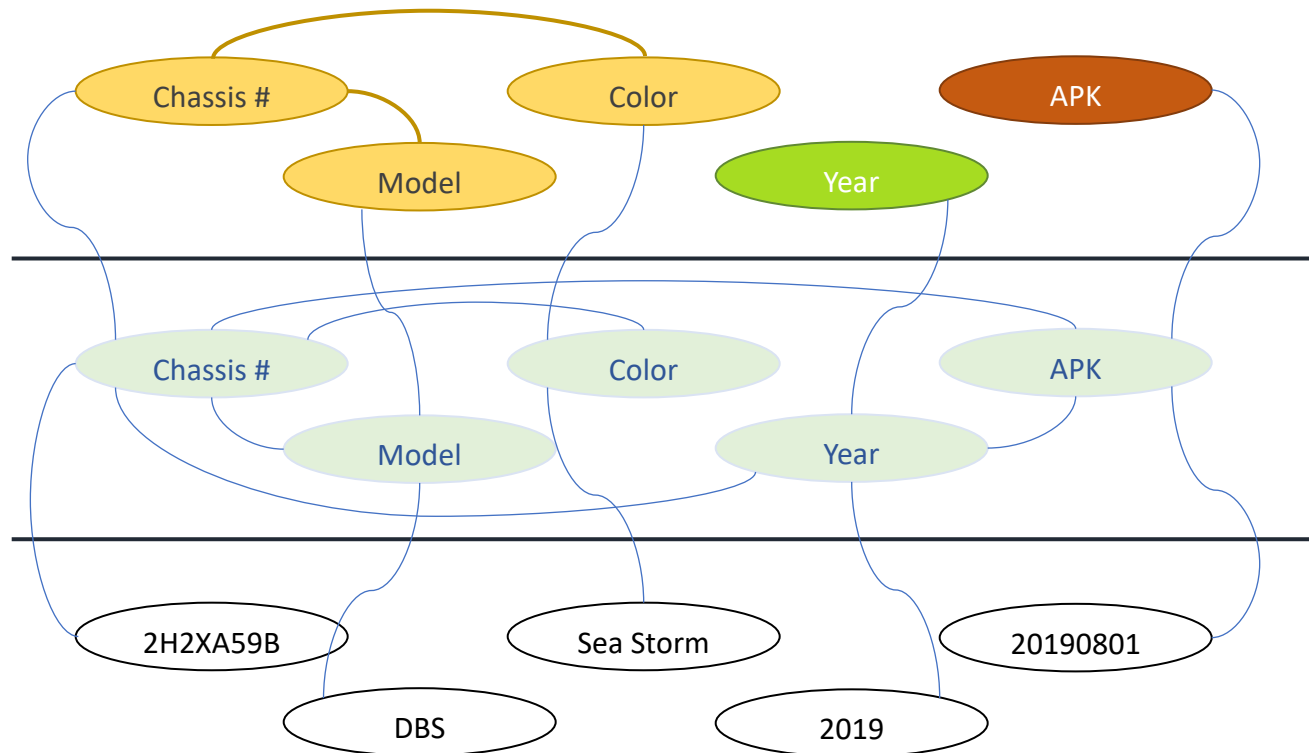 Chassis #
Color
APK
Model
Year
Chassis #
Color
APK
Model
Year
2H2XA59B
Sea Storm
20190801
DBS
2019